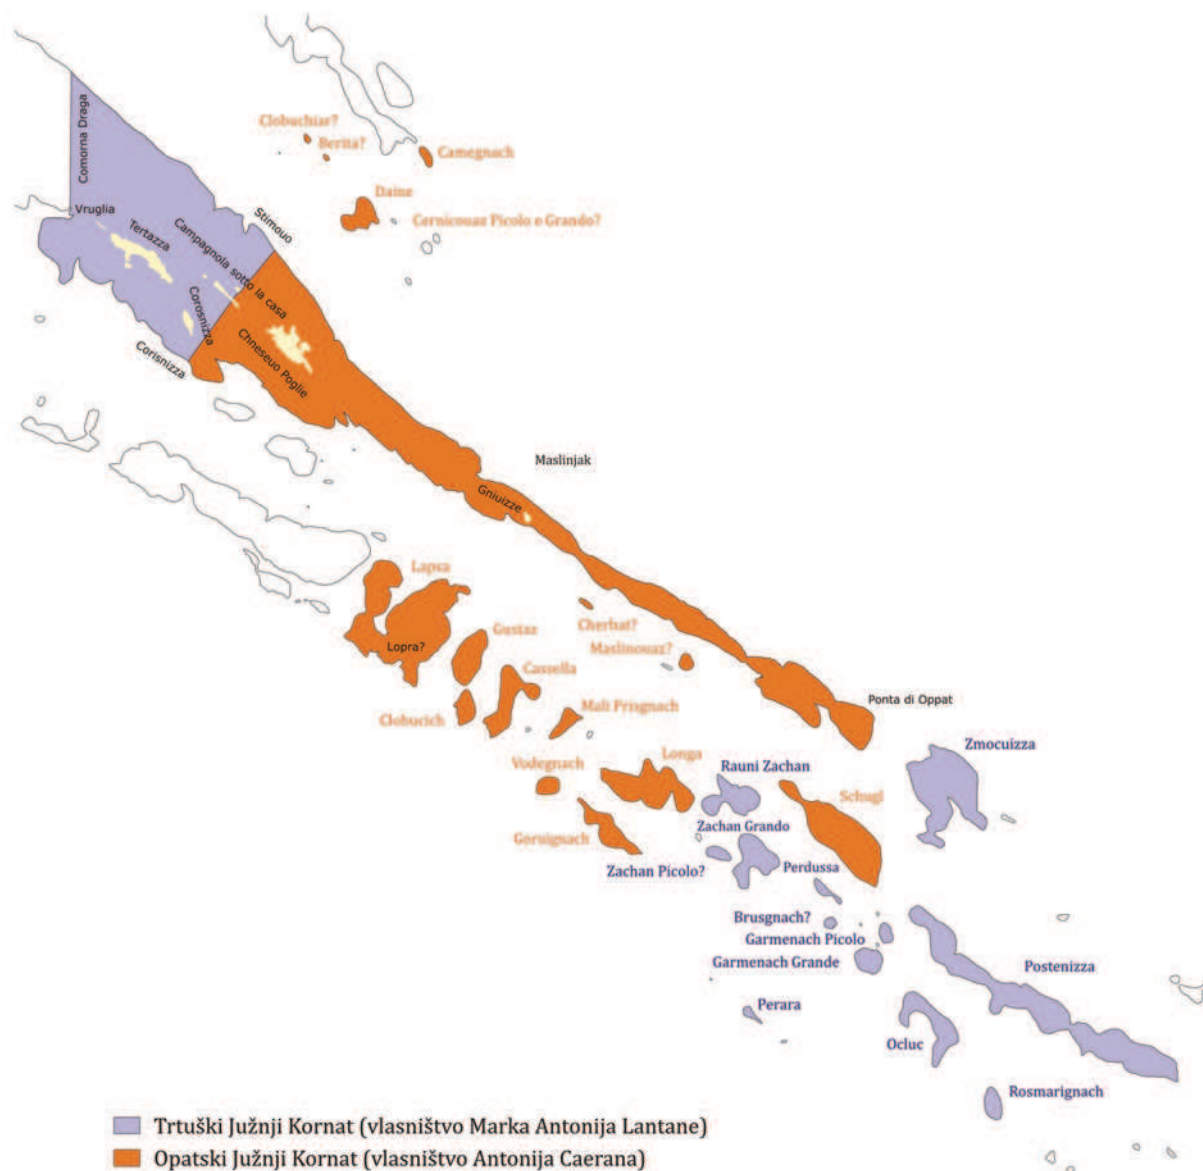 Comorna Draga
Clobuchiar?
Berita?
Camegnach
Daine
Cernicouaz Picolo e Grando?
Vruglia
Tertazza
Campagnola sotto la casa
Stimouo
Corosnizza
Corisnizza
Chneseuo Poglie
Maslinjak
Gniuizze
Lapsa
Lopra?
Gustaz
Cherbat?
Maslinouaz?
Cassella
Clobucich
Mali Prisgnach
Ponta di Oppat
Zmocuizza
Vodegnach
Longa
Rauni Zachan
Schugl
Goruignach
Zachan Grando
Zachan Picolo?
Perdussa
Brusgnach?
Garmenach Picolo
Garmenach Grande
Postenizza
Perara
Ocluc
Rosmarignach
Trtuški Južnji Kornat (vlasništvo Marka Antonija Lantane)
Opatski Južnji Kornat (vlasništvo Antonija Caerana)